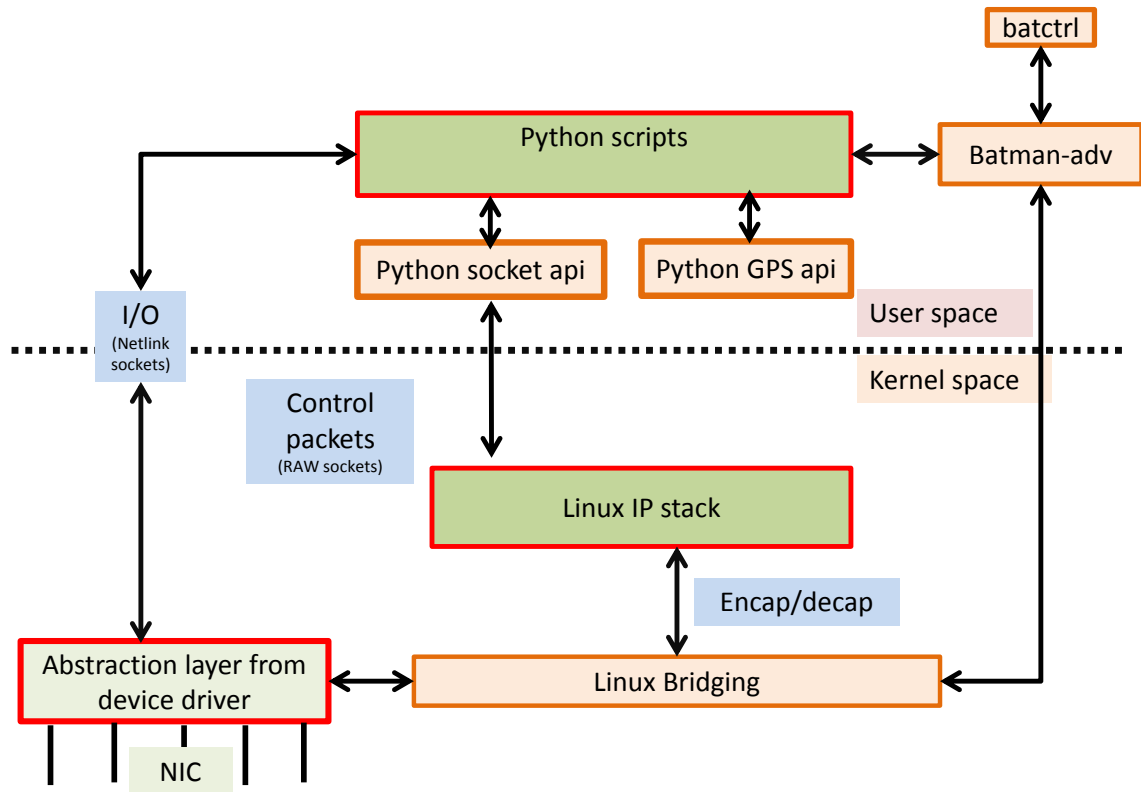 batctrl
Python scripts
Batman-adv
Python socket api
Python GPS api
I/O
(Netlink
sockets)
User space
Kernel space
Control
packets
(RAW sockets)
Linux IP stack
Encap/decap
Abstraction layer from
device driver
Linux Bridging
NIC